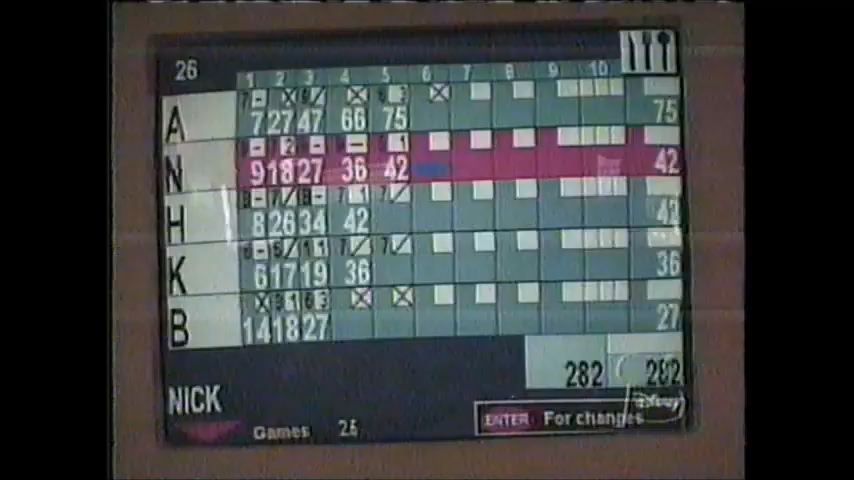 26
1 2 3 4 5 6 7 8 9 10
A 7 27 47 66 75 75
N 9 18 27 36 42 42
H 8 26 34 42 42
K 6 17 19 36 36
B 14 18 27 27
282 282
NICK
ENTER For changes
Disney
Games 26